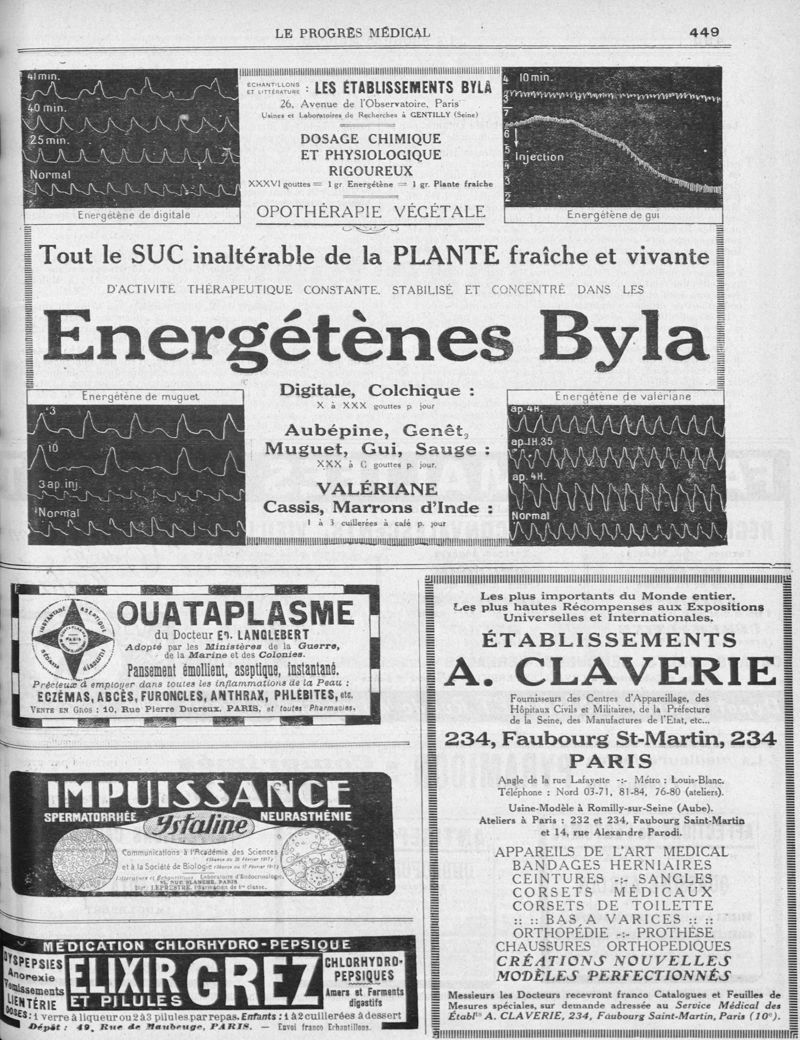 LE PROGRÈS MÉDICAL
449
41 min.
40 min.
25 min.
Normal
Energétène de digitale
ÉCHANTILLONS ET LITTÉRATURE : LES ÉTABLISSEMENTS BYLA
26, Avenue de l'Observatoire, Paris
Usines et Laboratoires de Recherches à GENTILLY (Seine)
DOSAGE CHIMIQUE
ET PHYSIOLOGIQUE
RIGOUREUX
XXXVI gouttes = 1 gr Energétène = 1 gr. Plante fraîche
OPOTHÉRAPIE VÉGÉTALE
10 min.
Injection
Energétène de gui
Tout le SUC inaltérable de la PLANTE fraîche et vivante
D'ACTIVITE THÉRAPEUTIQUE CONSTANTE, STABILISÉ ET CONCENTRÉ DANS LES
Energétènes Byla
Energétène de muguet
3
10
3 ap. inj.
Normal
Digitale, Colchique :
X à XXX gouttes p. jour
Aubépine, Genêt,
Muguet, Gui, Sauge :
XXX à C gouttes p. jour.
VALÉRIANE
Cassis, Marrons d'Inde :
1 à 3 cuillerées à café p. jour
Energétène de valériane
ap. 4H.
ap. 1H.35
ap. 4H.
Normal
OUATAPLASME
du Docteur Ed. LANGLEBERT
Adopté par les Ministères de la Guerre,
de la Marine et des Colonies.
Pansement émollient, aseptique, instantané.
Précieux à employer dans toutes les inflammations de la Peau :
ECZÉMAS, ABCÈS, FURONCLES, ANTHRAX, PHLÉBITES, etc.
VENTE EN GROS : 10, Rue Pierre Ducreux, PARIS, et toutes Pharmacies.
IMPUISSANCE
SPERMATORRHÉE
Ystaline
NEURASTHÉNIE
Communications à l'Académie des Sciences
et à la Société de Biologie
Littérature et Échantillons : Laboratoire d'Endocrinologie,
RUE BLANCHE, PARIS
MÉDICATION CHLORHYDRO-PEPSIQUE
DYSPEPSIES
Anorexie
Vomissements
LIENTÉRIE
ELIXIR
ET PILULES
GREZ
CHLORHYDRO-
PEPSIQUES
Amers et Ferments
digestifs
DOSES : 1 verre à liqueur ou 2 à 3 pilules par repas. Enfants : 1 à 2 cuillerées à dessert
Dépôt : 49, Rue de Maubeuge, PARIS. — Envoi franco Échantillons.
Les plus importants du Monde entier.
Les plus hautes Récompenses aux Expositions
Universelles et Internationales.
ÉTABLISSEMENTS
A. CLAVERIE
Fournisseurs des Centres d'Appareillage, des
Hôpitaux Civils et Militaires, de la Préfecture
de la Seine, des Manufactures de l'Etat, etc...
234, Faubourg St-Martin, 234
PARIS
Angle de la rue Lafayette -:- Métro : Louis-Blanc.
Téléphone : Nord 03-71, 81-84, 76-80 (ateliers).
Usine-Modèle à Romilly-sur-Seine (Aube).
Ateliers à Paris : 232 et 234, Faubourg Saint-Martin
et 14, rue Alexandre Parodi.
APPAREILS DE L'ART MEDICAL
BANDAGES HERNIAIRES
CEINTURES -:- SANGLES
CORSETS MÉDICAUX
CORSETS DE TOILETTE
:: :: BAS A VARICES :: ::
ORTHOPÉDIE -:- PROTHÈSE
CHAUSSURES ORTHOPEDIQUES
CRÉATIONS NOUVELLES
MODÈLES PERFECTIONNÉS
Messieurs les Docteurs recevront franco Catalogues et Feuilles de
Mesures spéciales, sur demande adressée au Service Médical des
Établts A. CLAVERIE, 234, Faubourg Saint-Martin, Paris (10e).